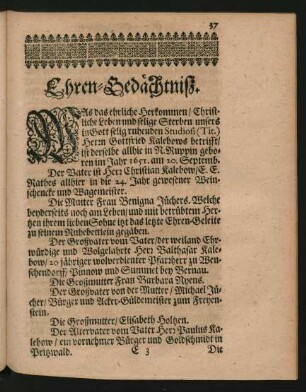 37
Ehren-Gedächtniß.
WAs das ehrliche Herkommen / Christ-
liche Leben und selige Sterben unsers
in Gott selig ruhenden Studiosi (Tit.)
Herrn Gottfried Kalebows betrifft /
ist derselbe allhie in N. Ruppin gebo-
ren im Jahr 1651. am 20. Septemb.
Der Vater ist Herr Christian Kalebow / E. E.
Rathes allhier in die 24. Jahr gewesener Wein-
schencke und Wagemeister.
Die Mutter Frau Benigna Jüchers. Welche
beyderseits noch am Leben / und mit betrübtem Her-
tzen ihrem lieben Sohne itzt das letzte Ehren-Geleite
zu seinem Ruhebettlein gegäben.
Der Großvater vom Vater / der weiland Ehr-
würdige und Wolgelahrte Herr Balthasar Kale-
bow / 20 jähriger wolverdienter Pfarrherr zu
schendorff / Pannow und Summet bey Bernau.
Die Großmutter Frau Barbara
Der Großvater von der Mutter / Michael Jü-
cher / Bürger und Acker-Güldemeister zum Freyen-
stein.
Die Großmutter / Elisabeth Holtzen.
Der Altervater vom Vater Herr Paulus Ka-
lebow / ein vornehmer Bürger und Goldschmidt in
Pritzwald.
E 3
Die